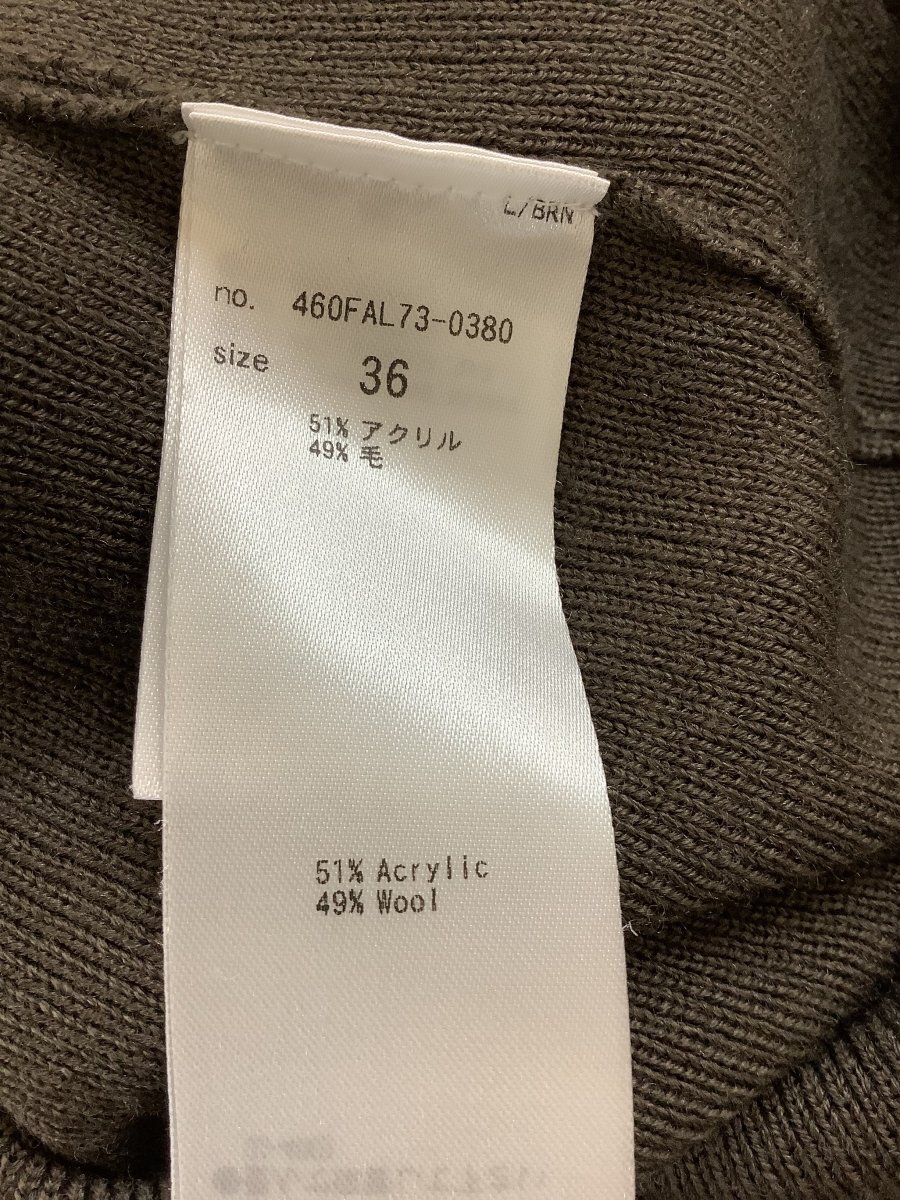 L/BRN
no. 460FAL73-0380
size 36
51% アクリル
49% 毛
51% Acrylic
49% Wool